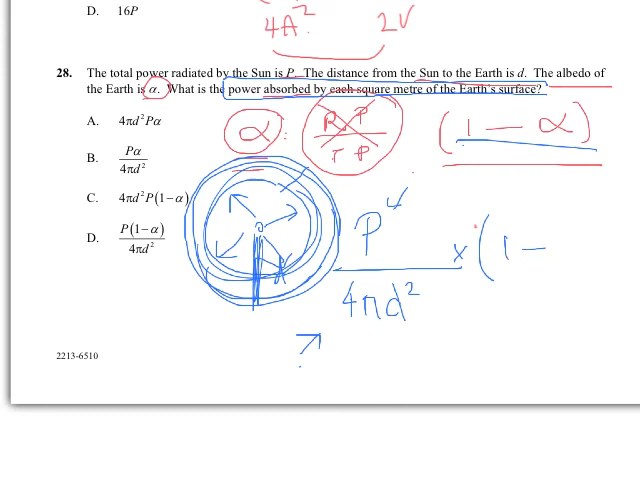 D. 16P
4A². 2V
28. The total power radiated by the Sun is P. The distance from the Sun to the Earth is d. The albedo of
the Earth is α. What is the power absorbed by each square metre of the Earth's surface?
A. 4πd²Pα
B. Pα / 4πd²
C. 4πd²P(1−α)
D. P(1−α) / 4πd²
α : R P / T P
(1 − α)
d
P / 4πd² × (1 −
2213-6510